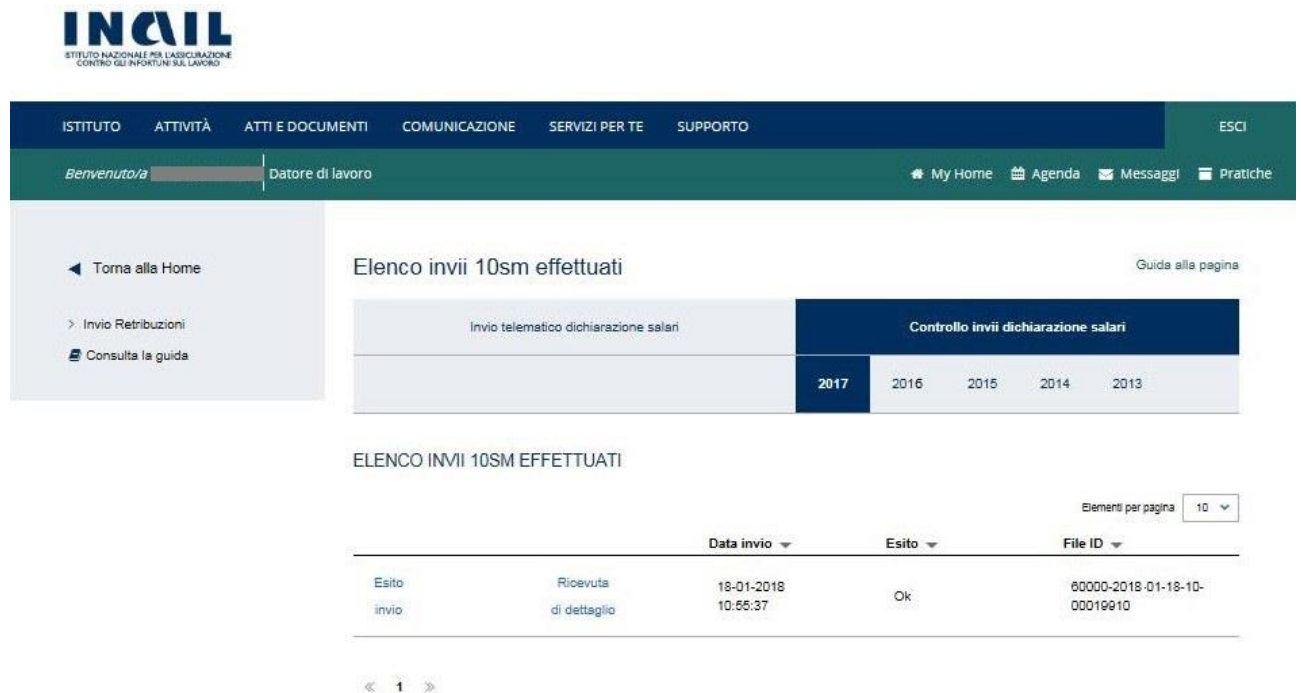 INAIL
ISTITUTO NAZIONALE PER L'ASSICURAZIONE
CONTRO GLI INFORTUNI SUL LAVORO
ISTITUTO ATTIVITÀ ATTI E DOCUMENTI COMUNICAZIONE SERVIZI PER TE SUPPORTO ESCI
Benvenuto/a Datore di lavoro My Home Agenda Messaggi Pratiche
Torna alla Home
Invio Retribuzioni
Consulta la guida
Elenco invii 10sm effettuati Guida alla pagina
Invio telematico dichiarazione salari Controllo invii dichiarazione salari
2017 2016 2015 2014 2013
ELENCO INVII 10SM EFFETTUATI
Elementi per pagina 10
Data invio Esito File ID
Esito Ricevuta 18-01-2018 Ok 60000-2018-01-18-10-
invio di dettaglio 10:55:37 00019910
« 1 »